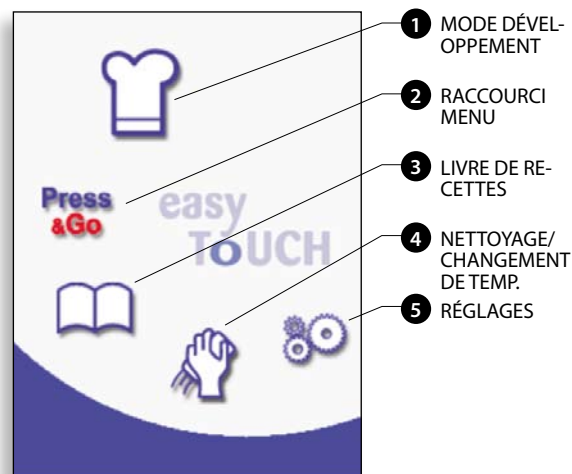 1 MODE DÉVEL-
OPPEMENT
2 RACCOURCI
MENU
3 LIVRE DE RE-
CETTES
4 NETTOYAGE/
CHANGEMENT
DE TEMP.
5 RÉGLAGES
Press
&Go
easy
ToUCH